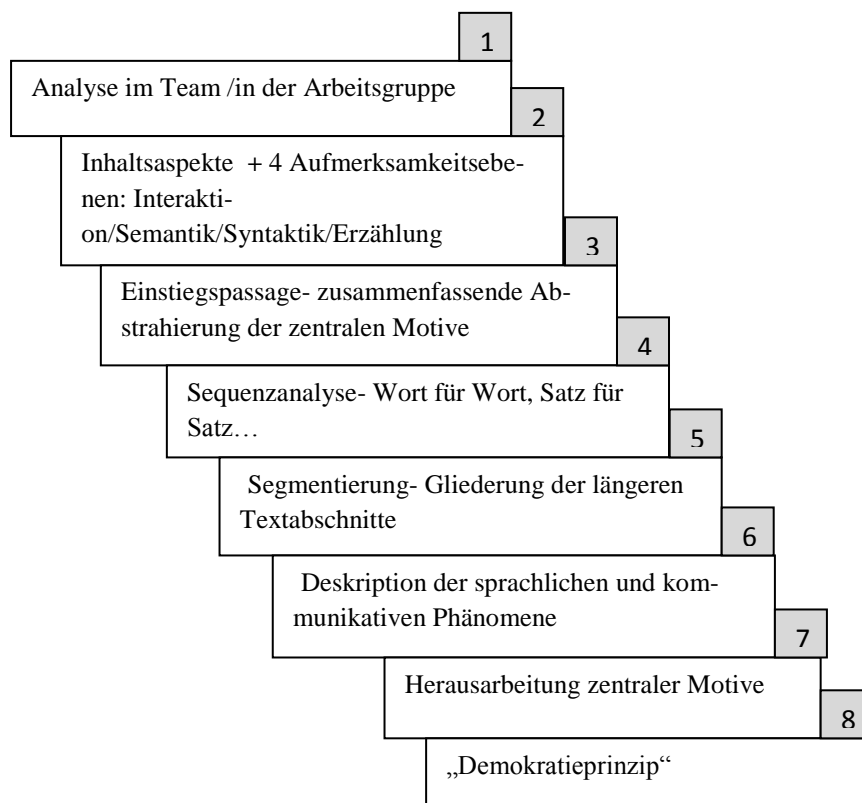 1
Analyse im Team /in der Arbeitsgruppe
2
Inhaltsaspekte + 4 Aufmerksamkeitsebe-
nen: Interakti-
on/Semantik/Syntaktik/Erzählung
3
Einstiegspassage- zusammenfassende Ab-
strahierung der zentralen Motive
4
Sequenzanalyse- Wort für Wort, Satz für
Satz…
5
Segmentierung- Gliederung der längeren
Textabschnitte
6
Deskription der sprachlichen und kom-
munikativen Phänomene
7
Herausarbeitung zentraler Motive
8
„Demokratieprinzip“